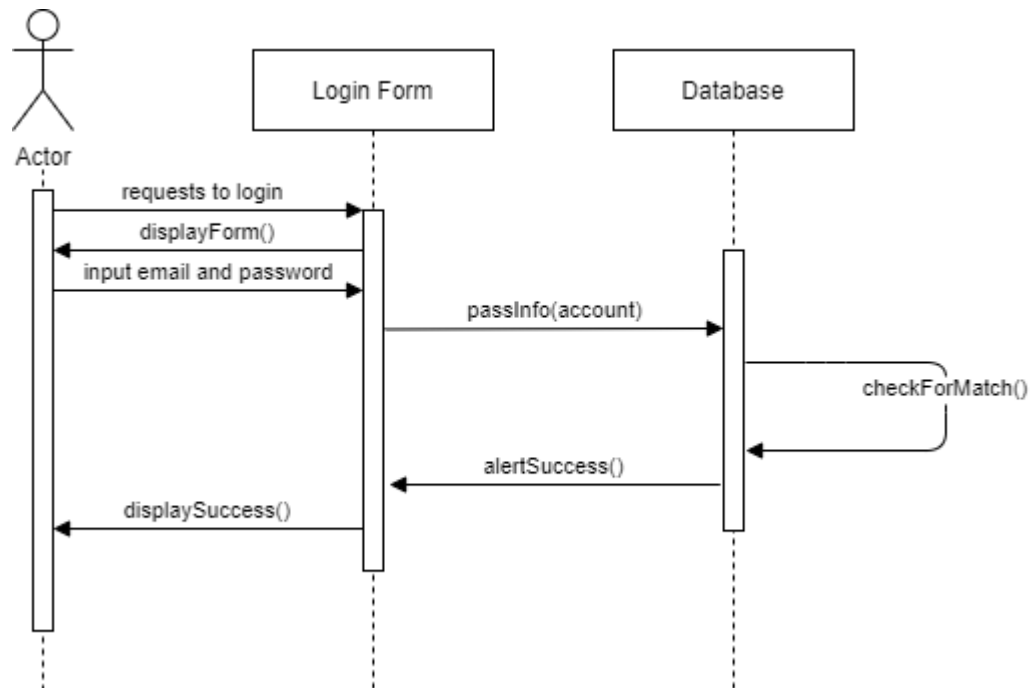 Login Form
Database
Actor
requests to login
displayForm()
input email and password
passInfo(account)
checkForMatch()
alertSuccess()
displaySuccess()